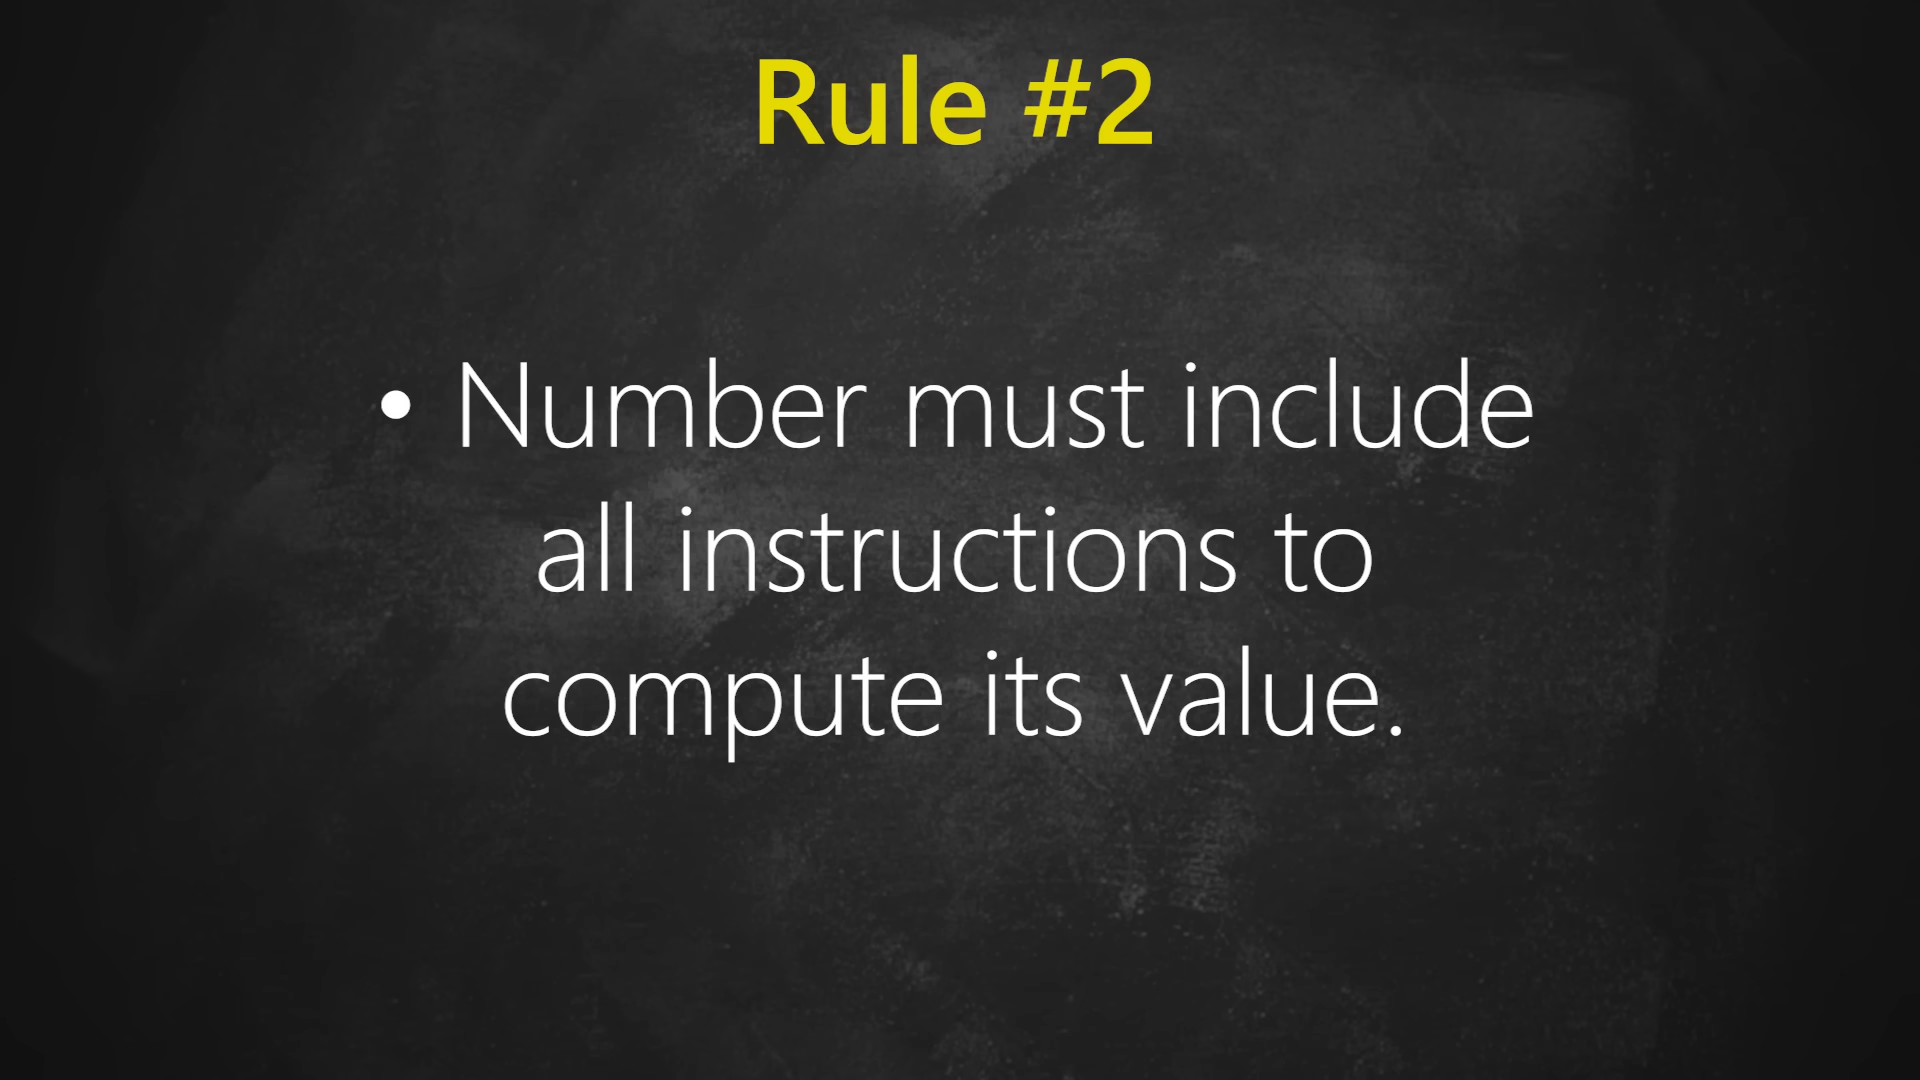 Rule #2
• Number must include
all instructions to
compute its value.